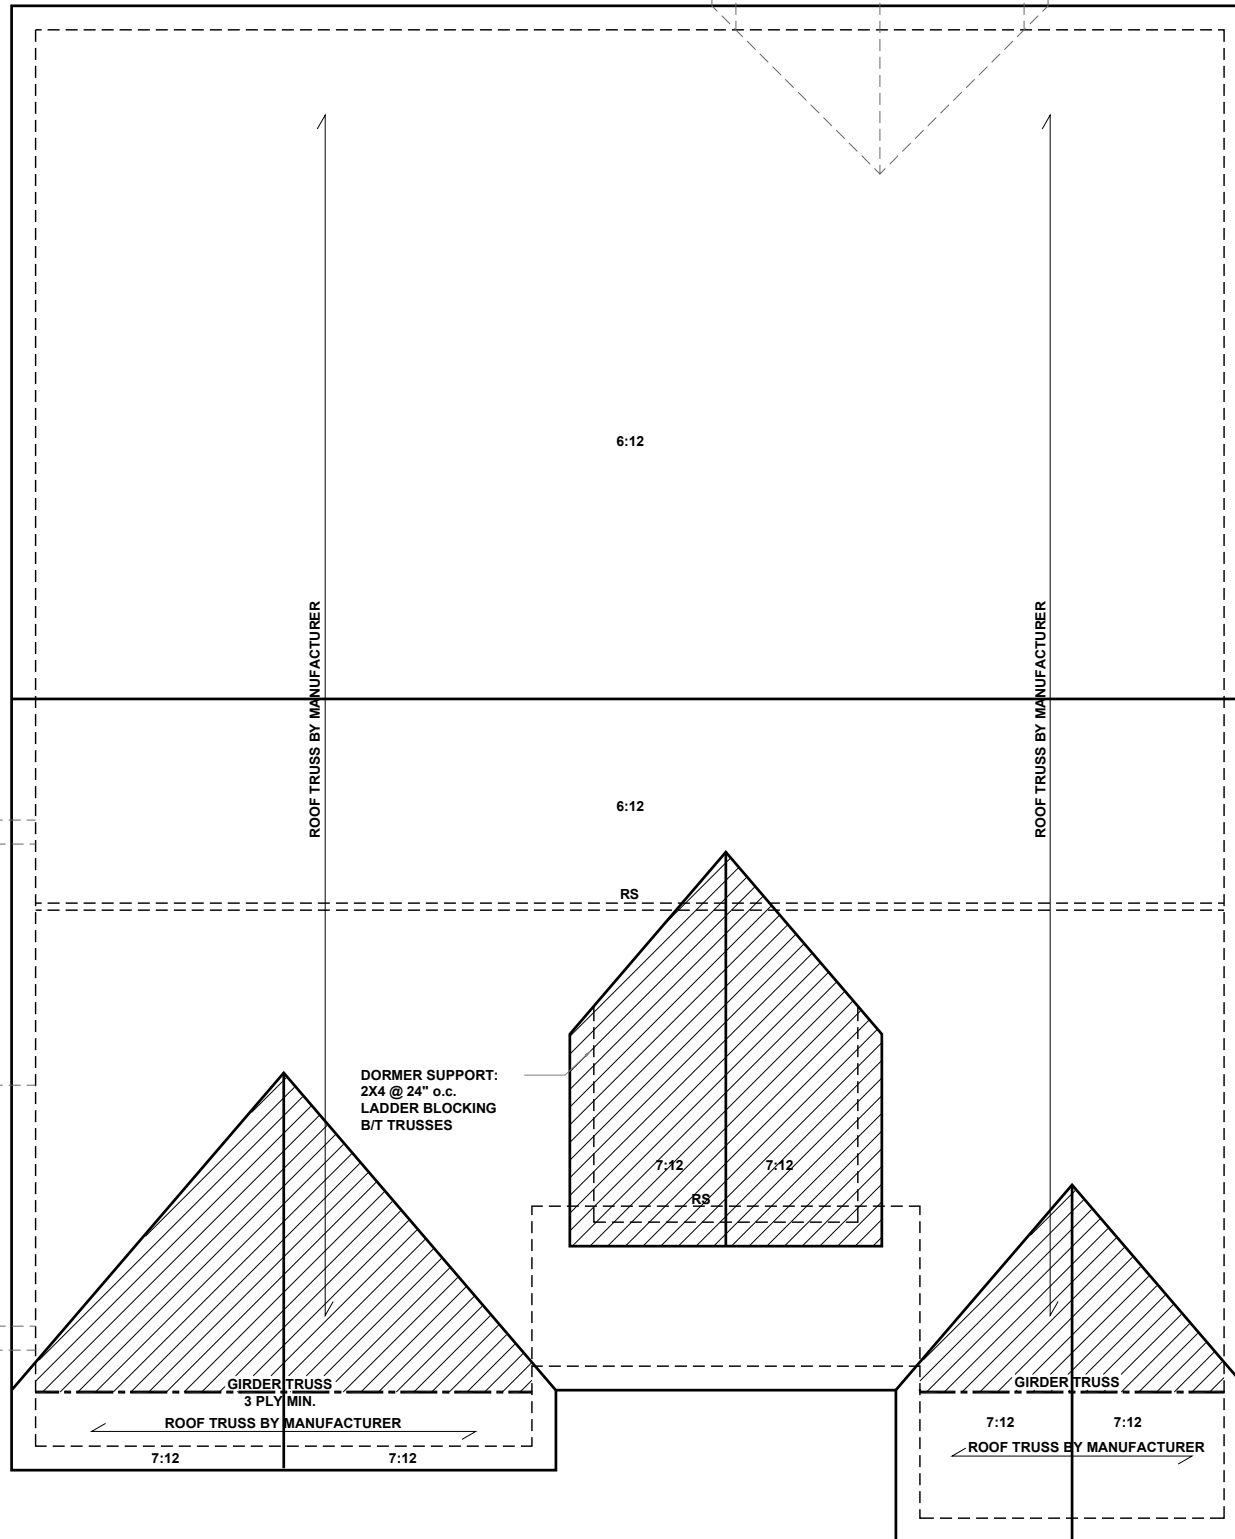 6:12
ROOF TRUSS BY MANUFACTURER
ROOF TRUSS BY MANUFACTURER
6:12
RS
DORMER SUPPORT:
2X4 @ 24" o.c.
LADDER BLOCKING
B/T TRUSSES
7:12
7:12
RS
GIRDER TRUSS
3 PLY MIN.
ROOF TRUSS BY MANUFACTURER
7:12
7:12
GIRDER TRUSS
7:12
7:12
ROOF TRUSS BY MANUFACTURER